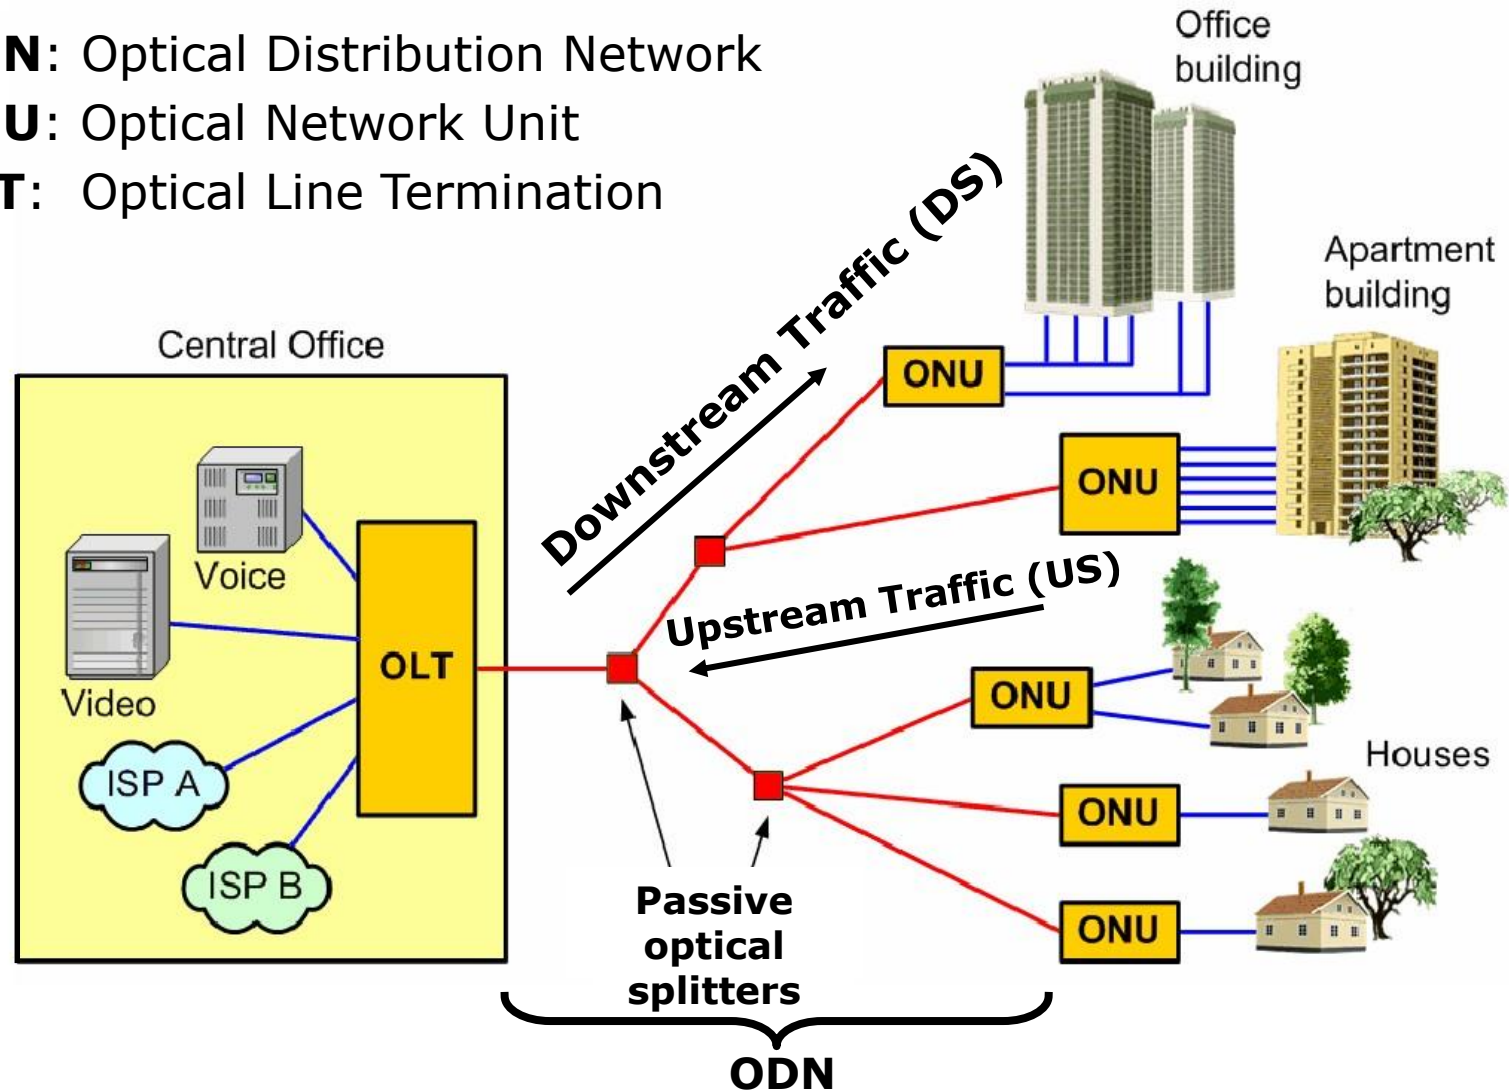 N: Optical Distribution Network
U: Optical Network Unit
T: Optical Line Termination
Office
building
Downstream Traffic (DS)
Apartment
building
Central Office
ONU
ONU
Voice
Upstream Traffic (US)
OLT
Video
ONU
Houses
ISP A
ONU
ISP B
Passive
optical
splitters
ONU
ODN